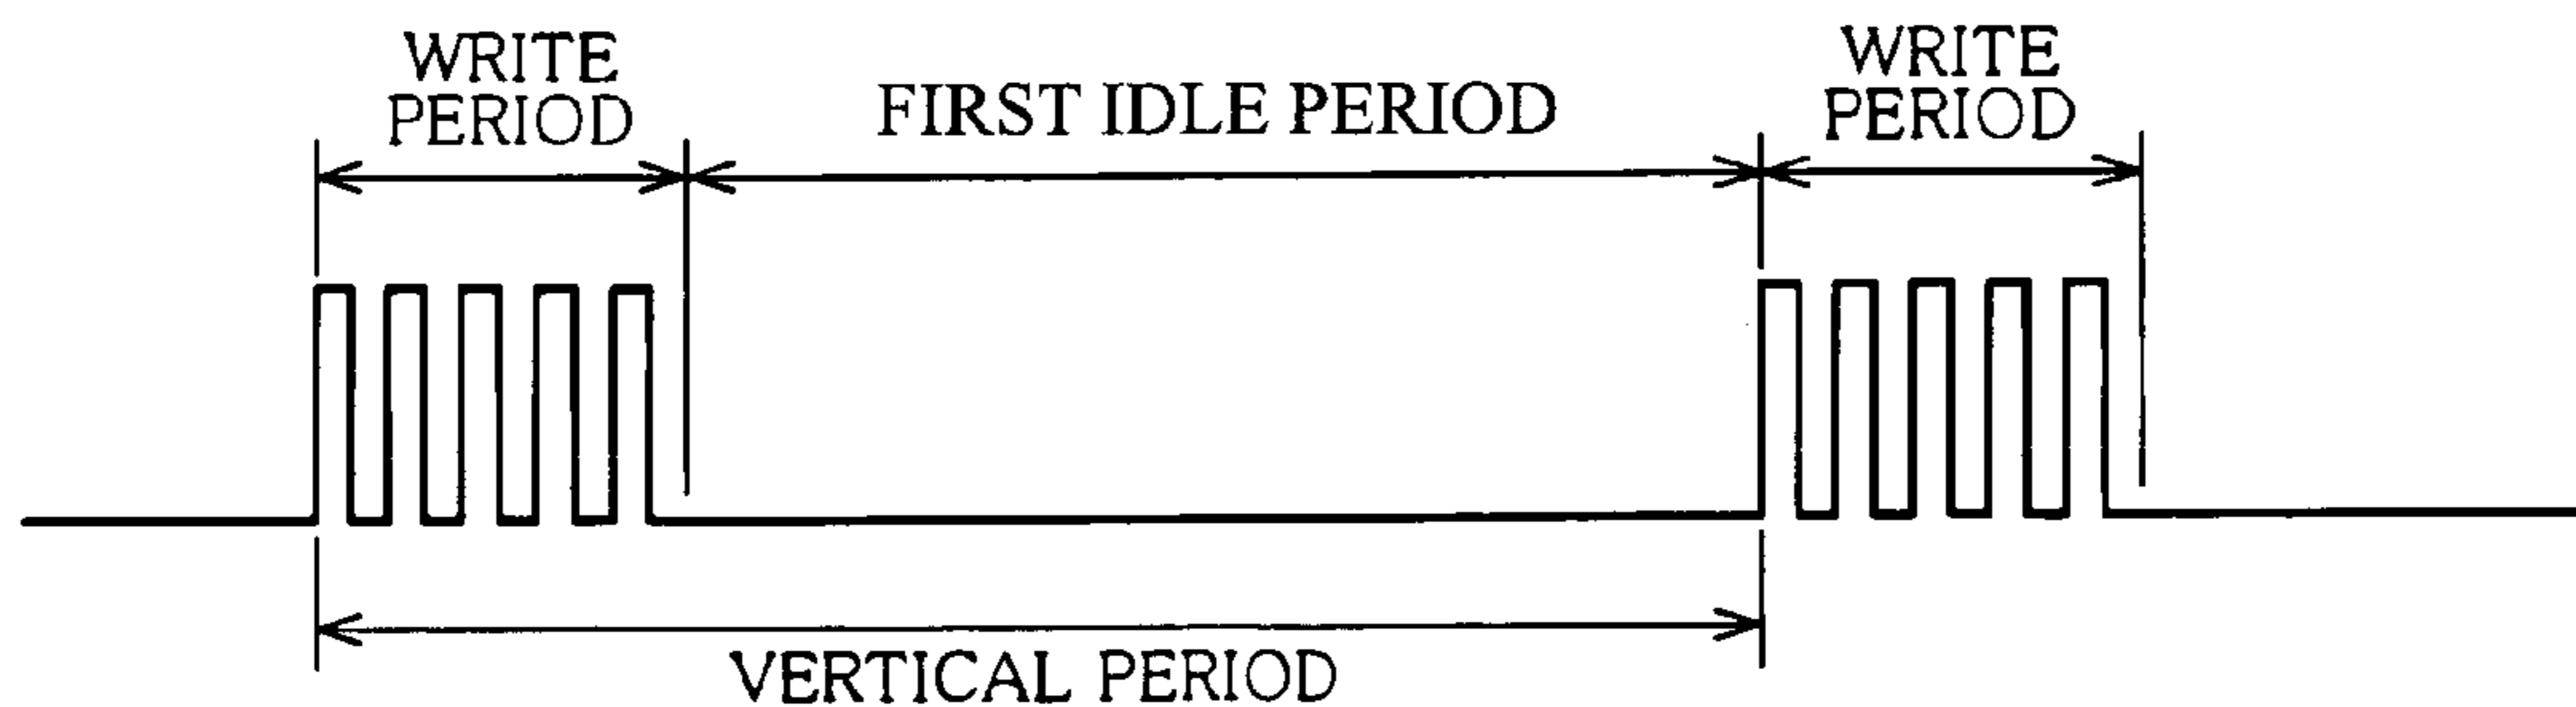 WRITE
PERIOD
FIRST IDLE PERIOD
WRITE
PERIOD
VERTICAL PERIOD